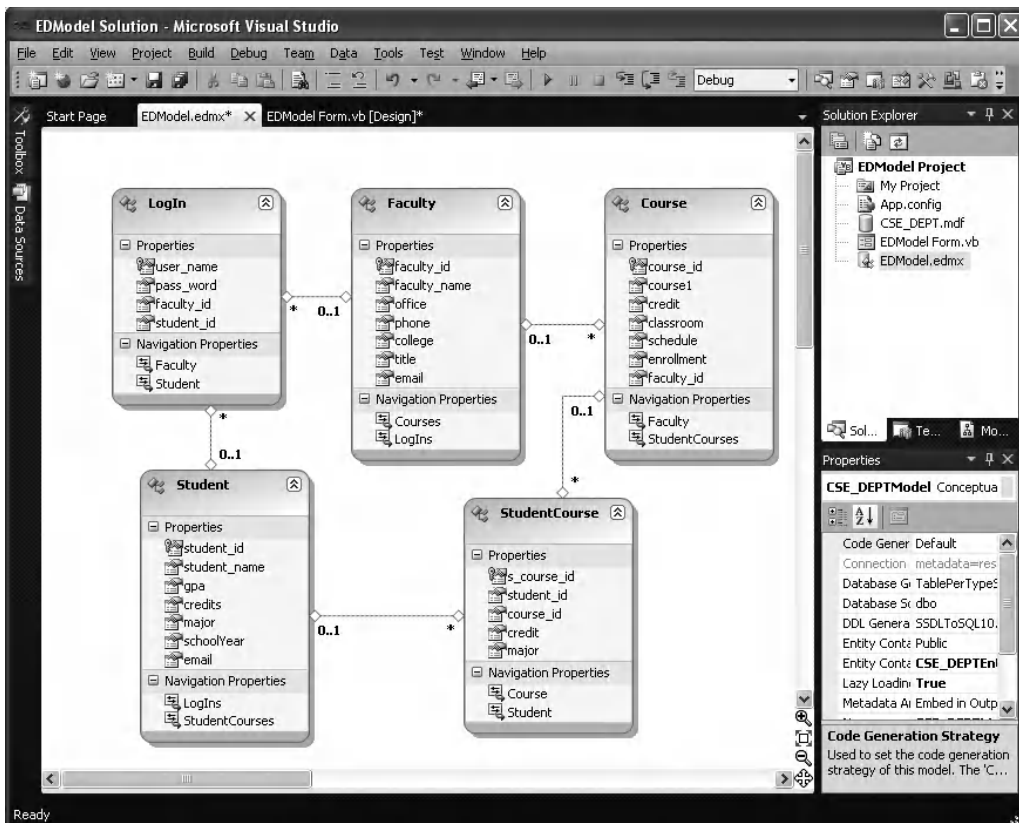 EDModel Solution - Microsoft Visual Studio
File Edit View Project Build Debug Team Data Tools Test Window Help
Debug
Toolbox
Data Sources
Start Page EDModel.edmx* EDModel Form.vb [Design]*
LogIn
Properties
user_name
pass_word
faculty_id
student_id
Navigation Properties
Faculty
Student
* 0..1
Faculty
Properties
faculty_id
faculty_name
office
phone
college
title
email
Navigation Properties
Courses
LogIns
0..1 *
Course
Properties
course_id
course1
credit
classroom
schedule
enrollment
faculty_id
Navigation Properties
Faculty
StudentCourses
*
0..1
0..1
*
Student
Properties
student_id
student_name
gpa
credits
major
schoolYear
email
Navigation Properties
LogIns
StudentCourses
0..1 *
StudentCourse
Properties
s_course_id
student_id
course_id
credit
major
Navigation Properties
Course
Student
Solution Explorer
EDModel Project
My Project
App.config
CSE_DEPT.mdf
EDModel Form.vb
EDModel.edmx
Sol... Te... Mo...
Properties
CSE_DEPTModel Conceptua
Code Gener Default
Connection metadata=res
Database G TablePerTypeS
Database Sc dbo
DDL Genera SSDLToSQL10.
Entity Conta Public
Entity Conta CSE_DEPTEnt
Lazy Loadin True
Metadata Ar Embed in Outp
Code Generation Strategy
Used to set the code generation
strategy of this model. The 'C...
Ready